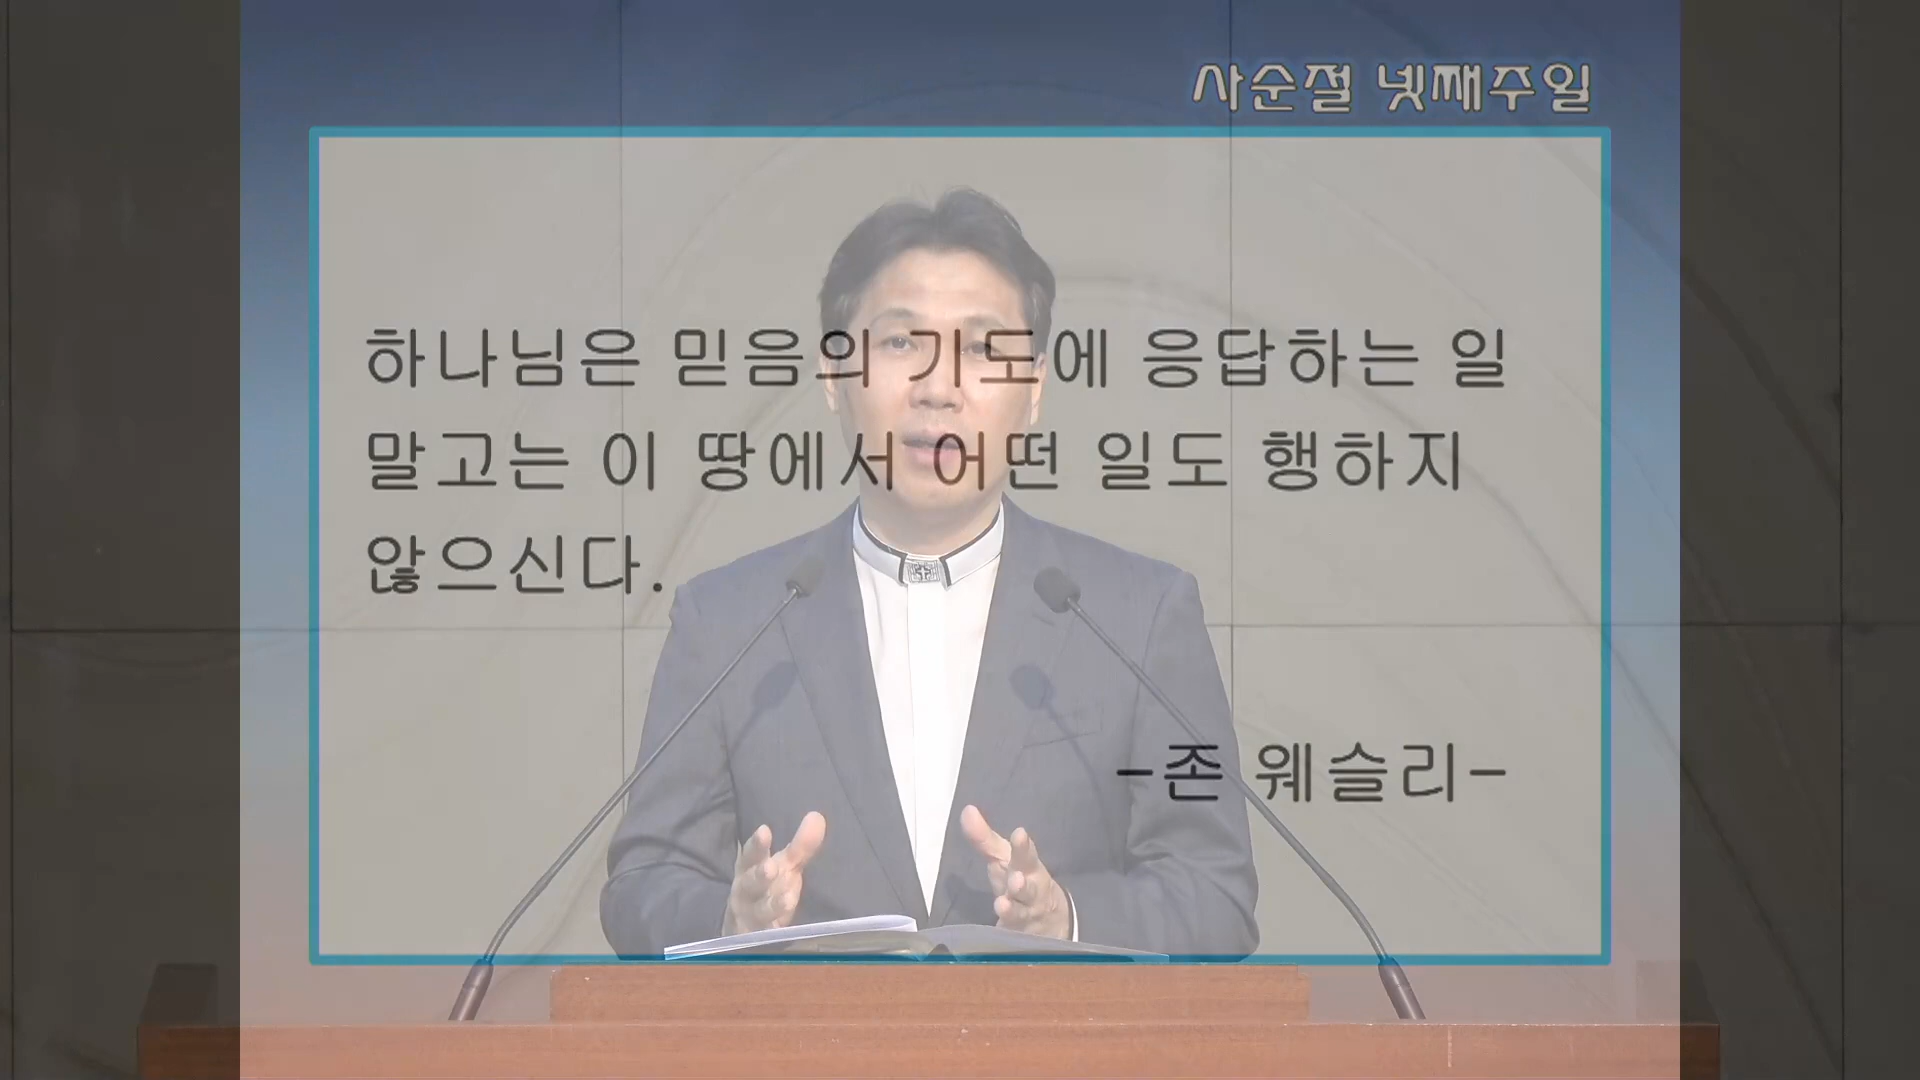 사순절 넷째주일
하나님은 믿음의 기도에 응답하는 일
말고는 이 땅에서 어떤 일도 행하지
않으신다.
-존 웨슬리-